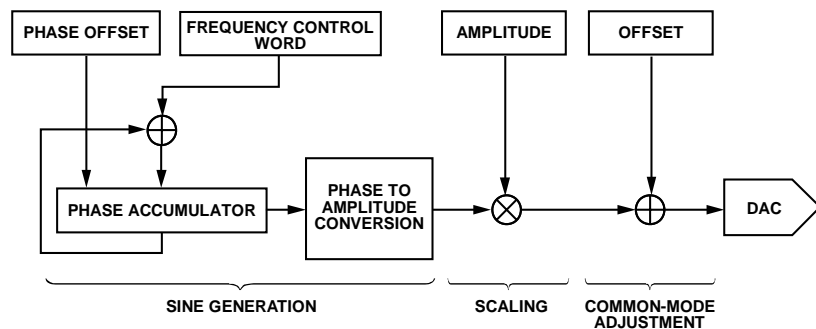 PHASE OFFSET
FREQUENCY CONTROL
WORD
AMPLITUDE
OFFSET
PHASE ACCUMULATOR
PHASE TO
AMPLITUDE
CONVERSION
DAC
SINE GENERATION
SCALING
COMMON-MODE
ADJUSTMENT